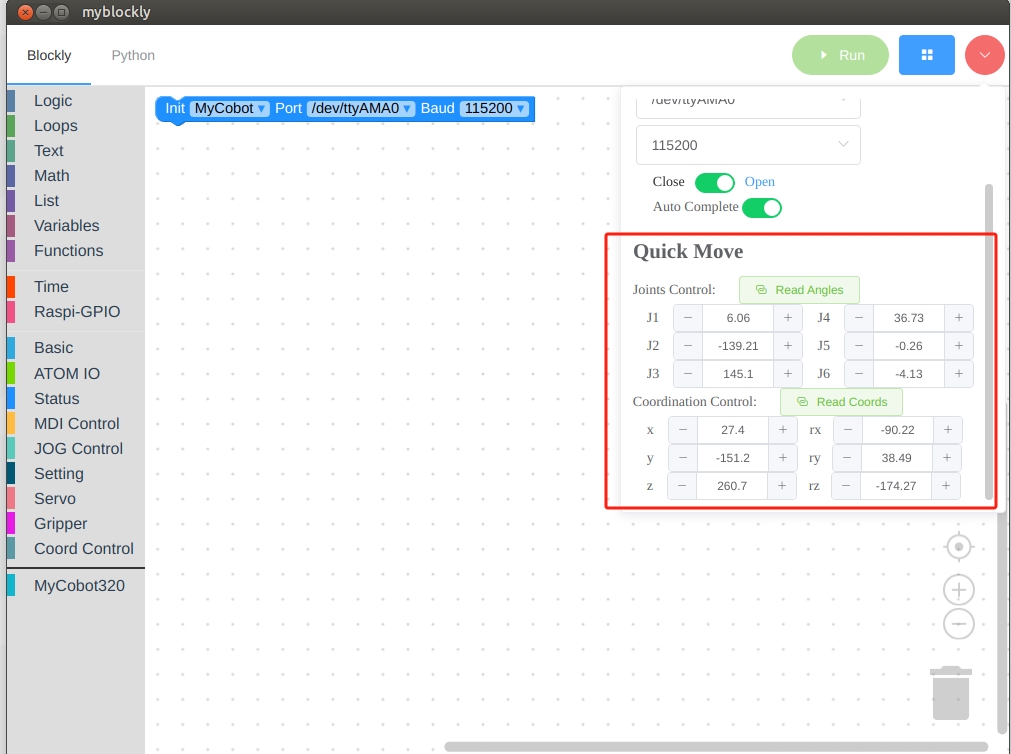 myblockly
Blockly Python Run
Logic
Loops
Text
Math
List
Variables
Functions
Time
Raspi-GPIO
Basic
ATOM IO
Status
MDI Control
JOG Control
Setting
Servo
Gripper
Coord Control
MyCobot320
Init MyCobot ▾ Port /dev/ttyAMA0 ▾ Baud 115200 ▾
/dev/ttyAMA0
115200
Close Open
Auto Complete
Quick Move
Joints Control: Read Angles
J1 − 6.06 + J4 − 36.73 +
J2 − -139.21 + J5 − -0.26 +
J3 − 145.1 + J6 − -4.13 +
Coordination Control: Read Coords
x − 27.4 + rx − -90.22 +
y − -151.2 + ry − 38.49 +
z − 260.7 + rz − -174.27 +